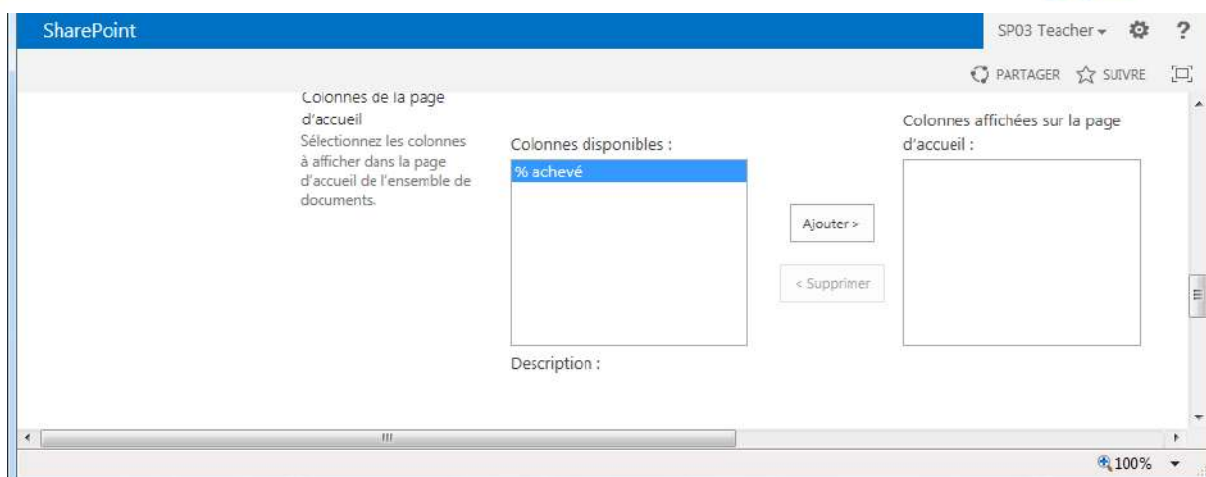 SharePoint
SP03 Teacher
?
PARTAGER
SUIVRE
Colonnes de la page
d'accueil
Sélectionnez les colonnes
à afficher dans la page
d'accueil de l'ensemble de
documents.
Colonnes disponibles :
% achevé
Description :
Ajouter >
< Supprimer
Colonnes affichées sur la page
d'accueil :
100%